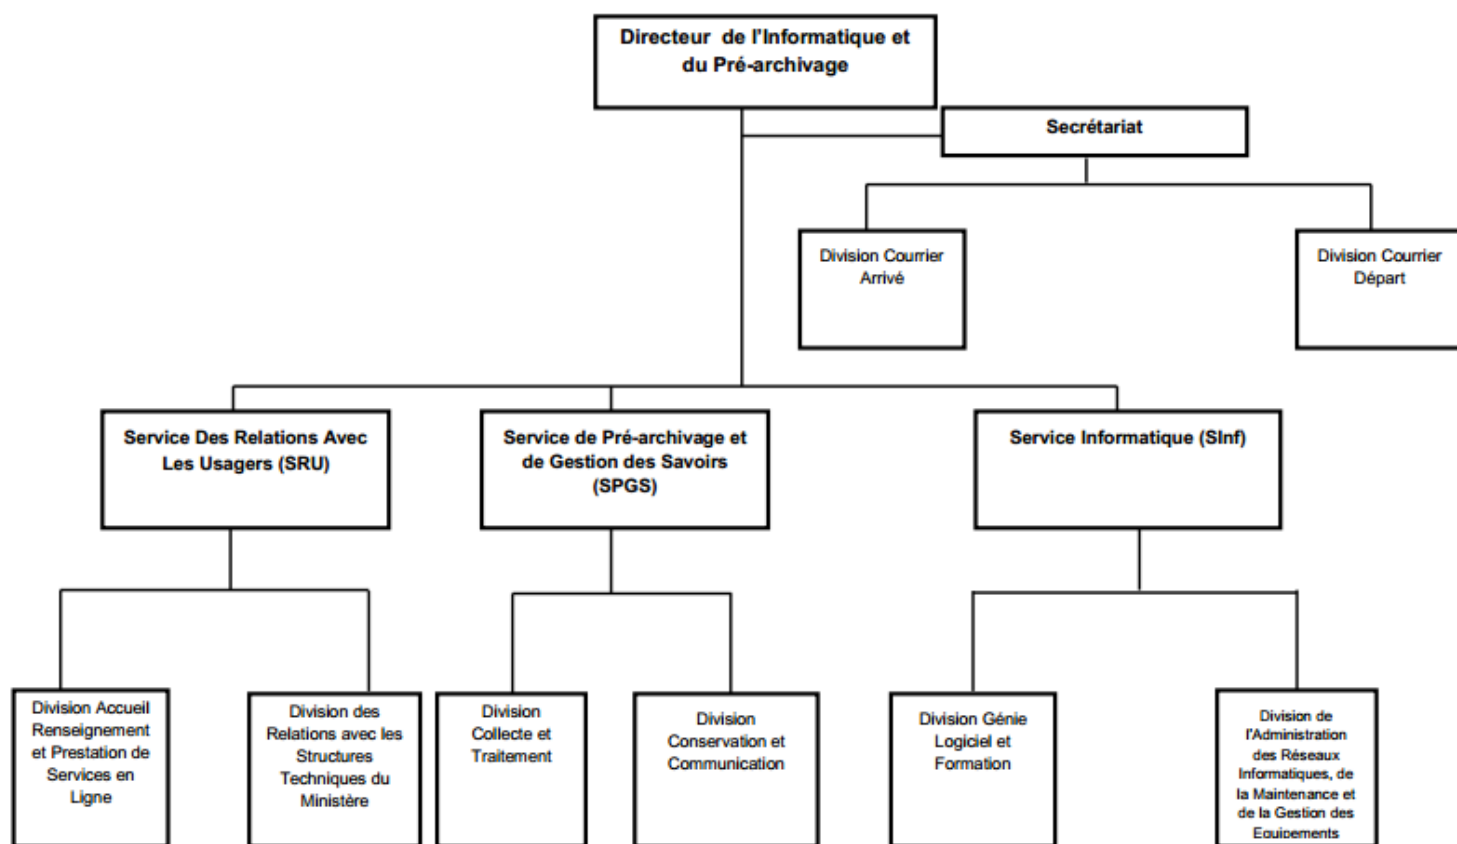 Directeur de l'Informatique et
du Pré-archivage
Secrétariat
Division Courrier
Arrivé
Division Courrier
Départ
Service Des Relations Avec
Les Usagers (SRU)
Service de Pré-archivage et
de Gestion des Savoirs
(SPGS)
Service Informatique (SInf)
Division Accueil
Renseignement
et Prestation de
Services en
Ligne
Division des
Relations avec les
Structures
Techniques du
Ministère
Division
Collecte et
Traitement
Division
Conservation et
Communication
Division Génie
Logiciel et
Formation
Division de
l'Administration
des Réseaux
Informatiques, de
la Maintenance et
de la Gestion des
Equipements